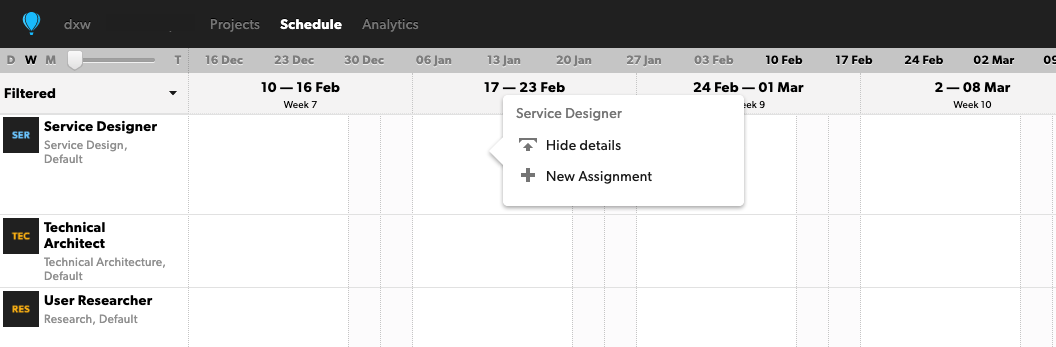 dxw Projects Schedule Analytics
D W M T 16 Dec 23 Dec 30 Dec 06 Jan 13 Jan 20 Jan 27 Jan 03 Feb 10 Feb 17 Feb 24 Feb 02 Mar 09
Filtered 10 — 16 Feb 17 — 23 Feb 24 Feb — 01 Mar 2 — 08 Mar
Week 7 eek 9 Week 10
Service Designer
Hide details
New Assignment
SER Service Designer
Service Design,
Default
TEC Technical
Architect
Technical Architecture,
Default
RES User Researcher
Research, Default